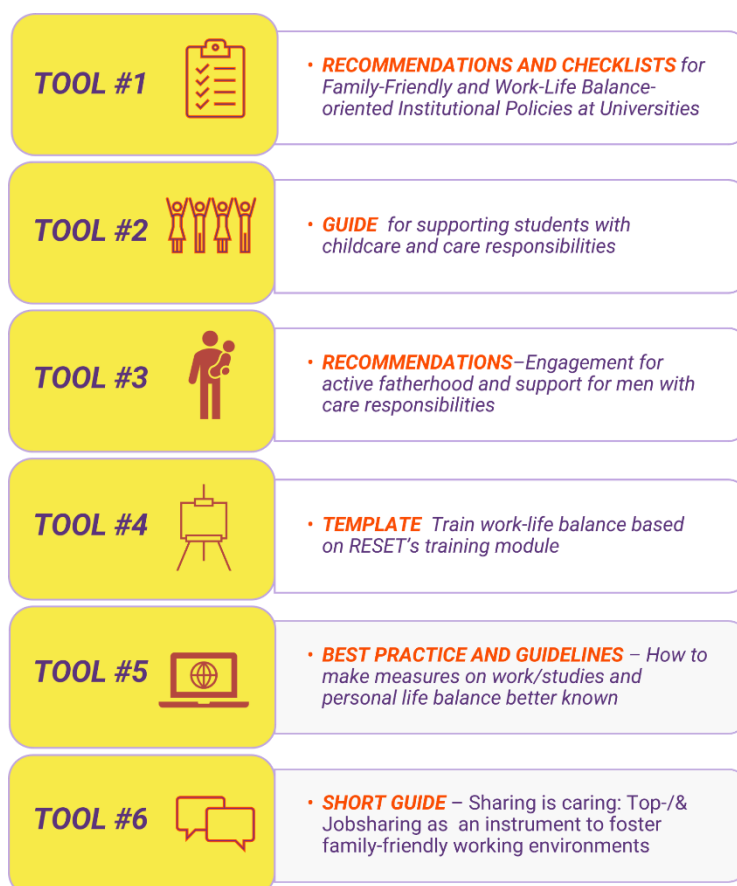 TOOL #1
• RECOMMENDATIONS AND CHECKLISTS for
Family-Friendly and Work-Life Balance-
oriented Institutional Policies at Universities
TOOL #2
• GUIDE for supporting students with
childcare and care responsibilities
TOOL #3
• RECOMMENDATIONS–Engagement for
active fatherhood and support for men with
care responsibilities
TOOL #4
• TEMPLATE Train work-life balance based
on RESET's training module
TOOL #5
• BEST PRACTICE AND GUIDELINES – How to
make measures on work/studies and
personal life balance better known
TOOL #6
• SHORT GUIDE – Sharing is caring: Top-/&
Jobsharing as an instrument to foster
family-friendly working environments